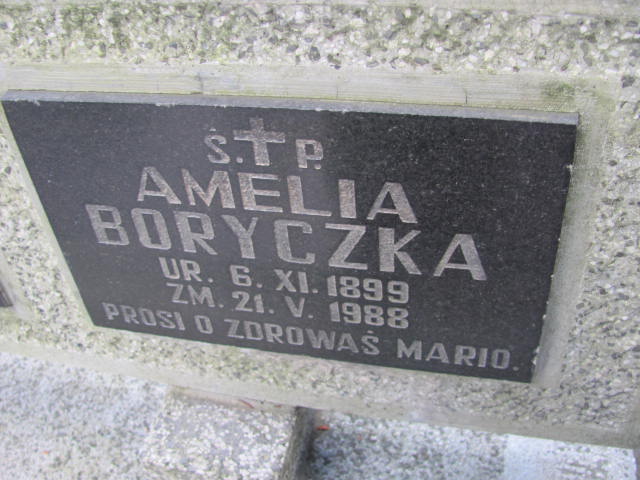 Ś.✝P.
AMELIA
BORYCZKA
UR. 6. XI. 1899
ZM. 21. V. 1988
PROSI O ZDROWAŚ MARIO.